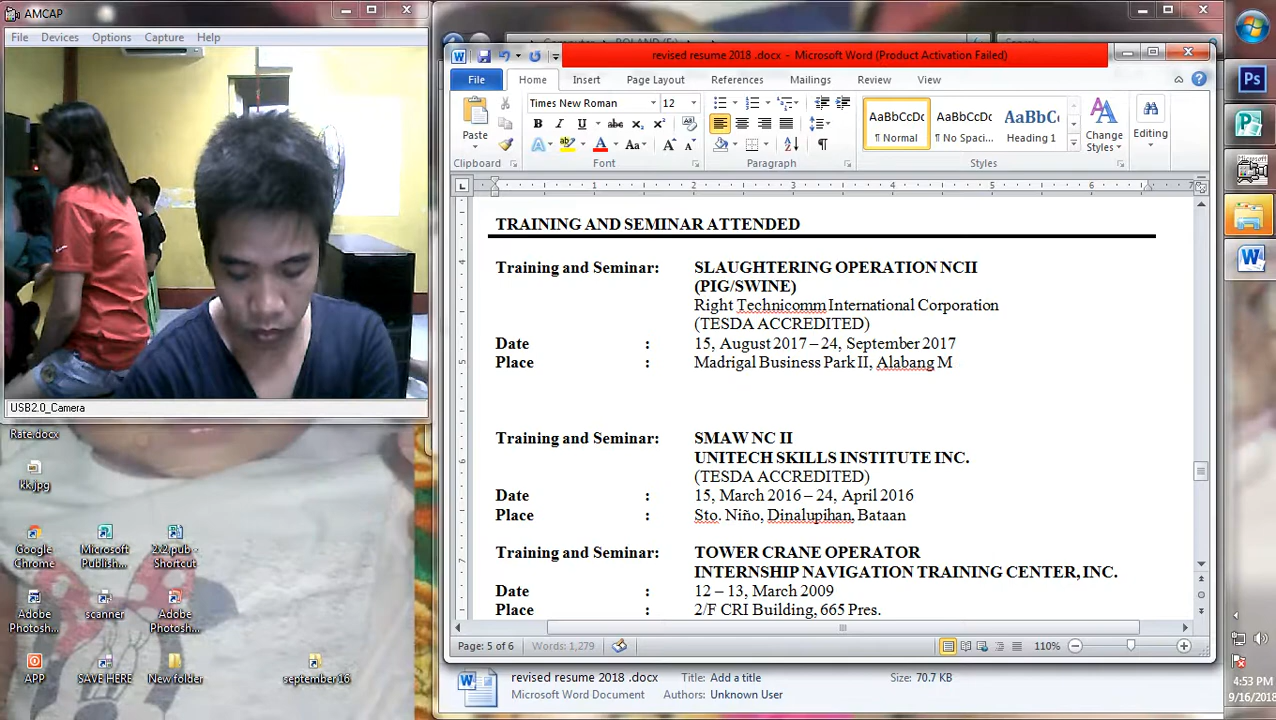 AMCAP
File Devices Options Capture Help
USB2.0_Camera
Rate.docx
kk.jpg
Google Chrome
Microsoft Publish...
2x2.pub - Shortcut
Adobe Photosh...
scanner
Adobe Photosh...
APP
SAVE HERE
New folder
september 16
revised resume 2018 .docx - Microsoft Word (Product Activation Failed)
File Home Insert Page Layout References Mailings Review View
Times New Roman 12
Paste
Clipboard Font Paragraph Styles
AaBbCcDc AaBbCcDc AaBbCc
¶ Normal ¶ No Spaci... Heading 1
Change Styles
Editing
TRAINING AND SEMINAR ATTENDED
Training and Seminar: SLAUGHTERING OPERATION NCII
(PIG/SWINE)
Right Technicomm International Corporation
(TESDA ACCREDITED)
Date : 15, August 2017 – 24, September 2017
Place : Madrigal Business Park II, Alabang M
Training and Seminar: SMAW NC II
UNITECH SKILLS INSTITUTE INC.
(TESDA ACCREDITED)
Date : 15, March 2016 – 24, April 2016
Place : Sto. Niño, Dinalupihan, Bataan
Training and Seminar: TOWER CRANE OPERATOR
INTERNSHIP NAVIGATION TRAINING CENTER, INC.
Date : 12 – 13, March 2009
Place : 2/F CRI Building, 665 Pres.
Page: 5 of 6 Words: 1,279 110%
revised resume 2018 .docx Title: Add a title Size: 70.7 KB
Microsoft Word Document Authors: Unknown User
4:53 PM
9/16/2018